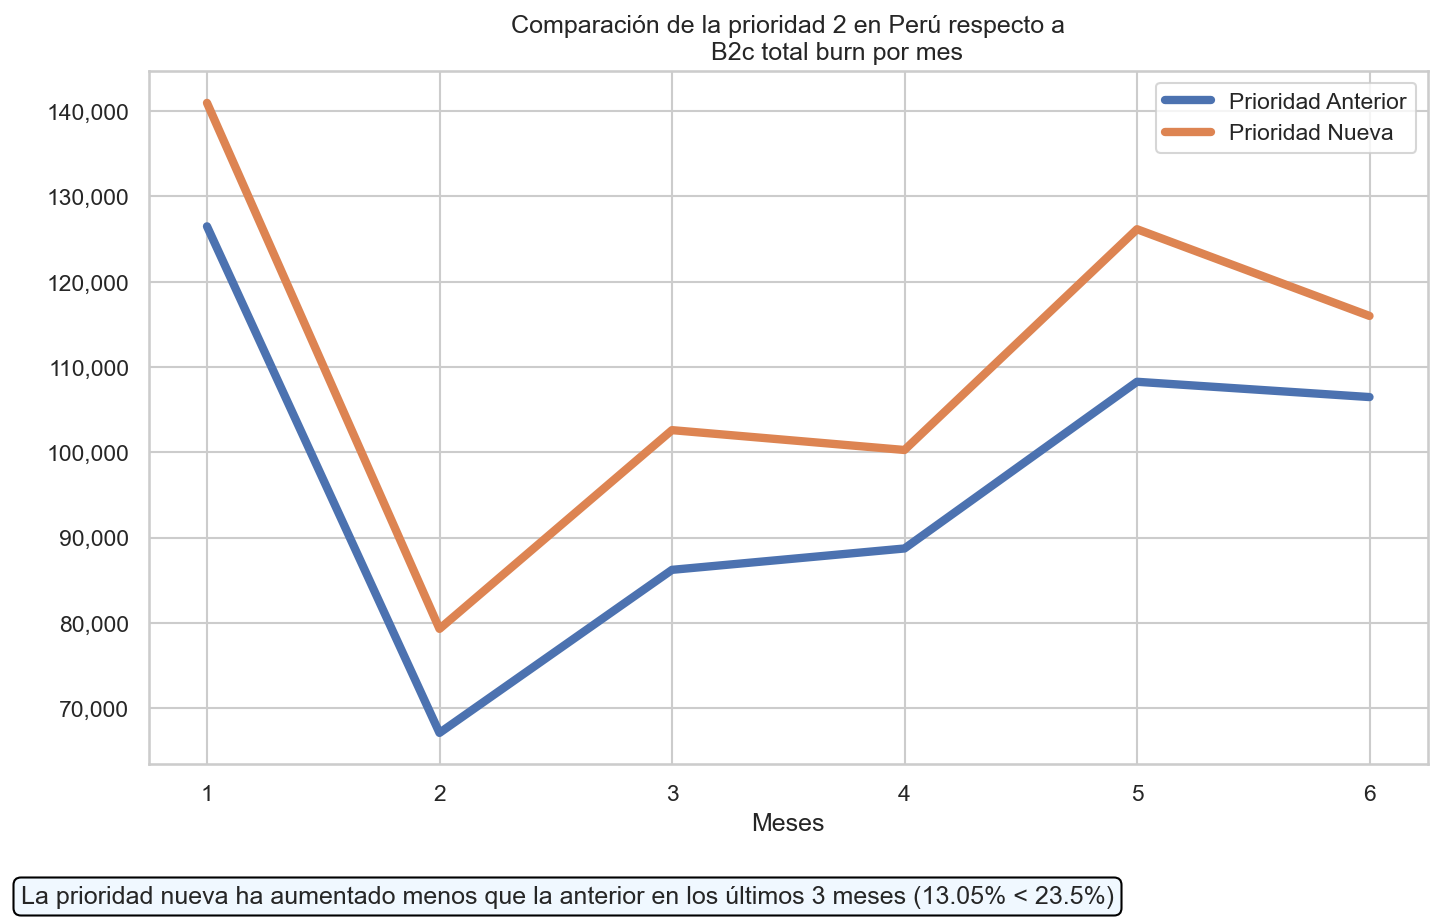 Comparación de la prioridad 2 en Perú respecto a
B2c total burn por mes
140,000
130,000
120,000
110,000
100,000
90,000
80,000
70,000
Prioridad Anterior
Prioridad Nueva
1 2 3 4 5 6
Meses
La prioridad nueva ha aumentado menos que la anterior en los últimos 3 meses (13.05% < 23.5%)